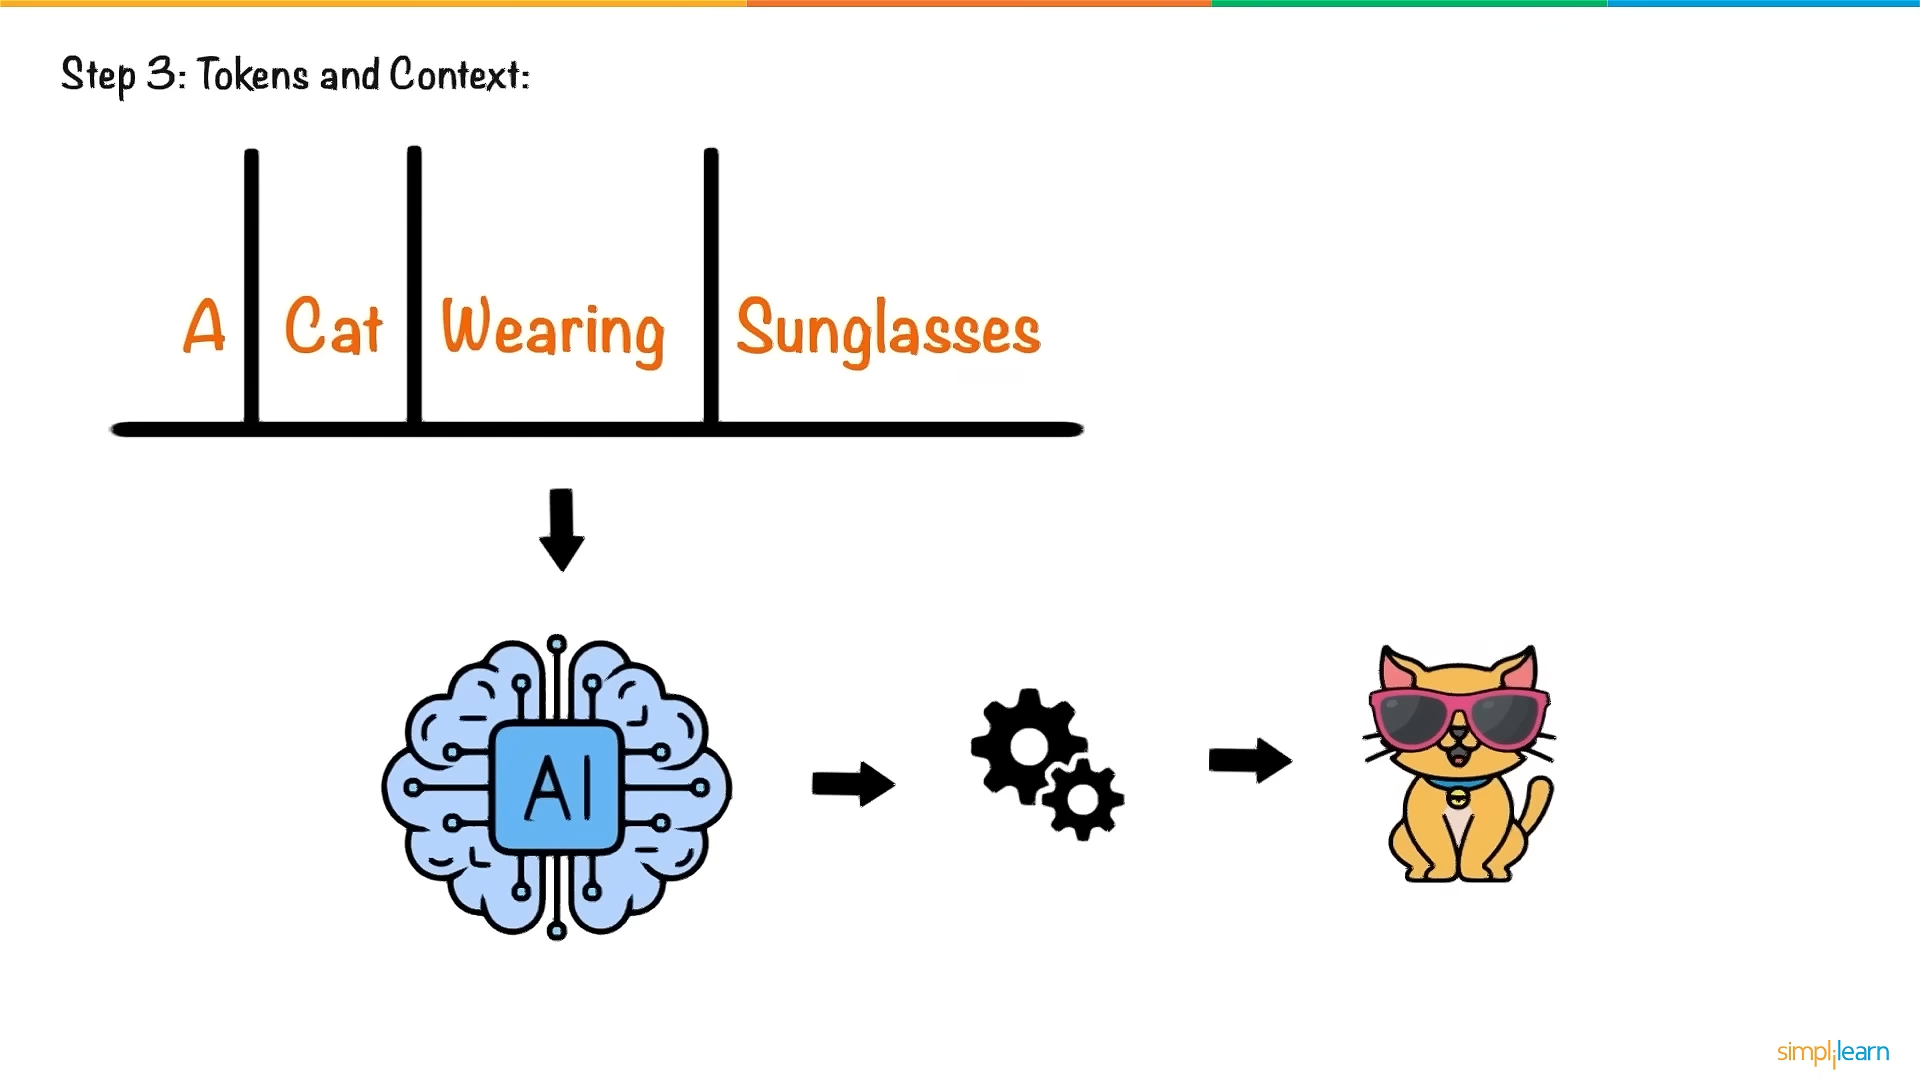 Step 3: Tokens and Context:
A Cat Wearing Sunglasses
AI
simplilearn